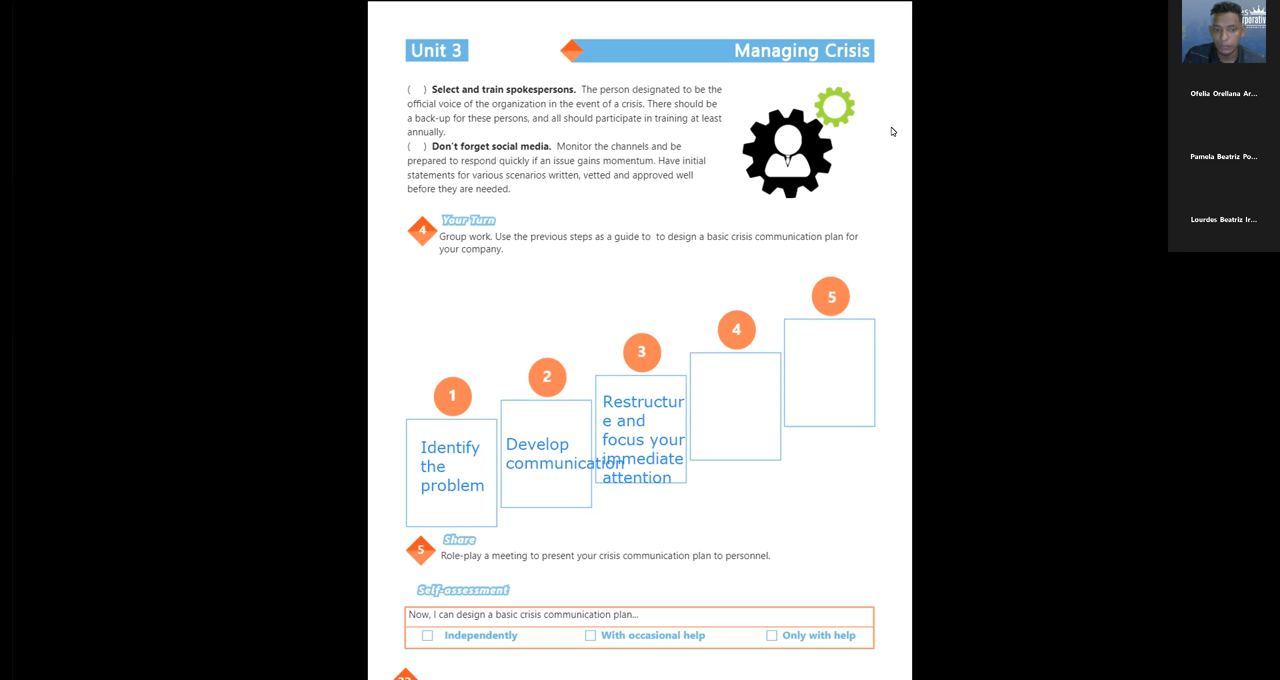 Unit 3
Managing Crisis
( ) Select and train spokespersons. The person designated to be the
official voice of the organization in the event of a crisis. There should be
a back-up for these persons, and all should participate in training at least
annually.
( ) Don't forget social media. Monitor the channels and be
prepared to respond quickly if an issue gains momentum. Have initial
statements for various scenarios written, vetted and approved well
before they are needed.
4
Your Turn
Group work. Use the previous steps as a guide to to design a basic crisis communication plan for
your company.
1
Identify
the
problem
2
Develop
communication
3
Restructur
e and
focus your
immediate
attention
4
5
5
Share
Role-play a meeting to present your crisis communication plan to personnel.
Self-assessment
Now, I can design a basic crisis communication plan...
Independently
With occasional help
Only with help
Ofelia Orellana Ar...
Pamela Beatriz Po...
Lourdes Beatriz Ir...